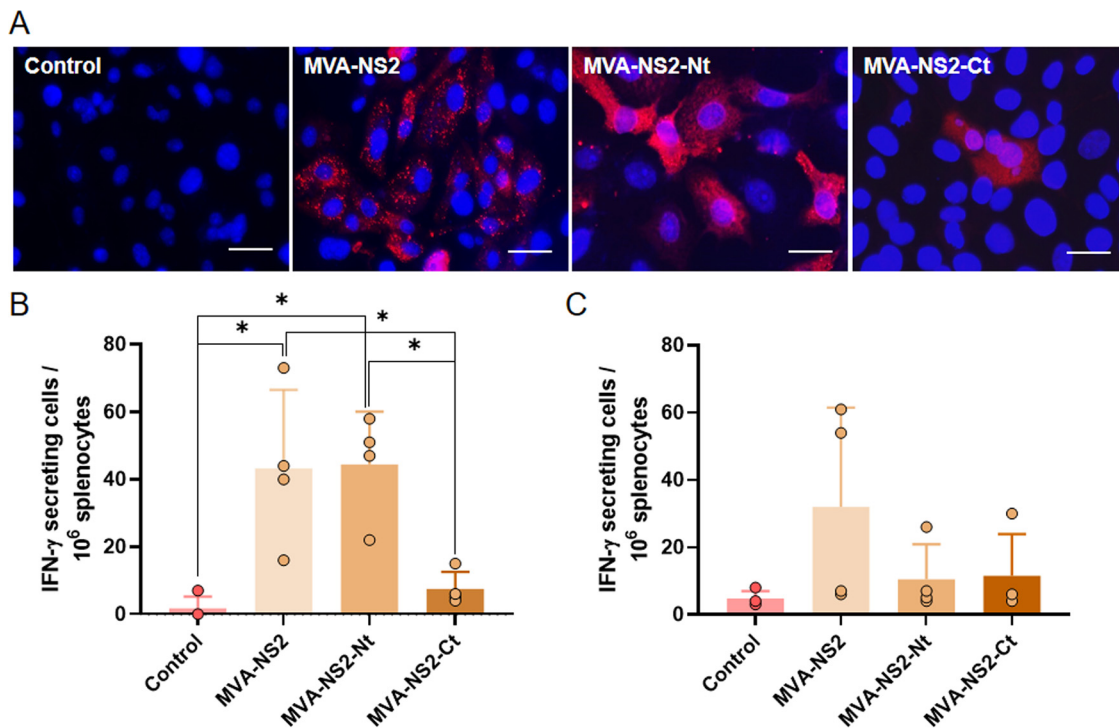 A
Control
MVA-NS2
MVA-NS2-Nt
MVA-NS2-Ct
B
IFN-γ secreting cells /
10⁶ splenocytes
80
60
40
20
0
*
*
*
*
Control
MVA-NS2
MVA-NS2-Nt
MVA-NS2-Ct
C
IFN-γ secreting cells /
10⁶ splenocytes
80
60
40
20
0
Control
MVA-NS2
MVA-NS2-Nt
MVA-NS2-Ct